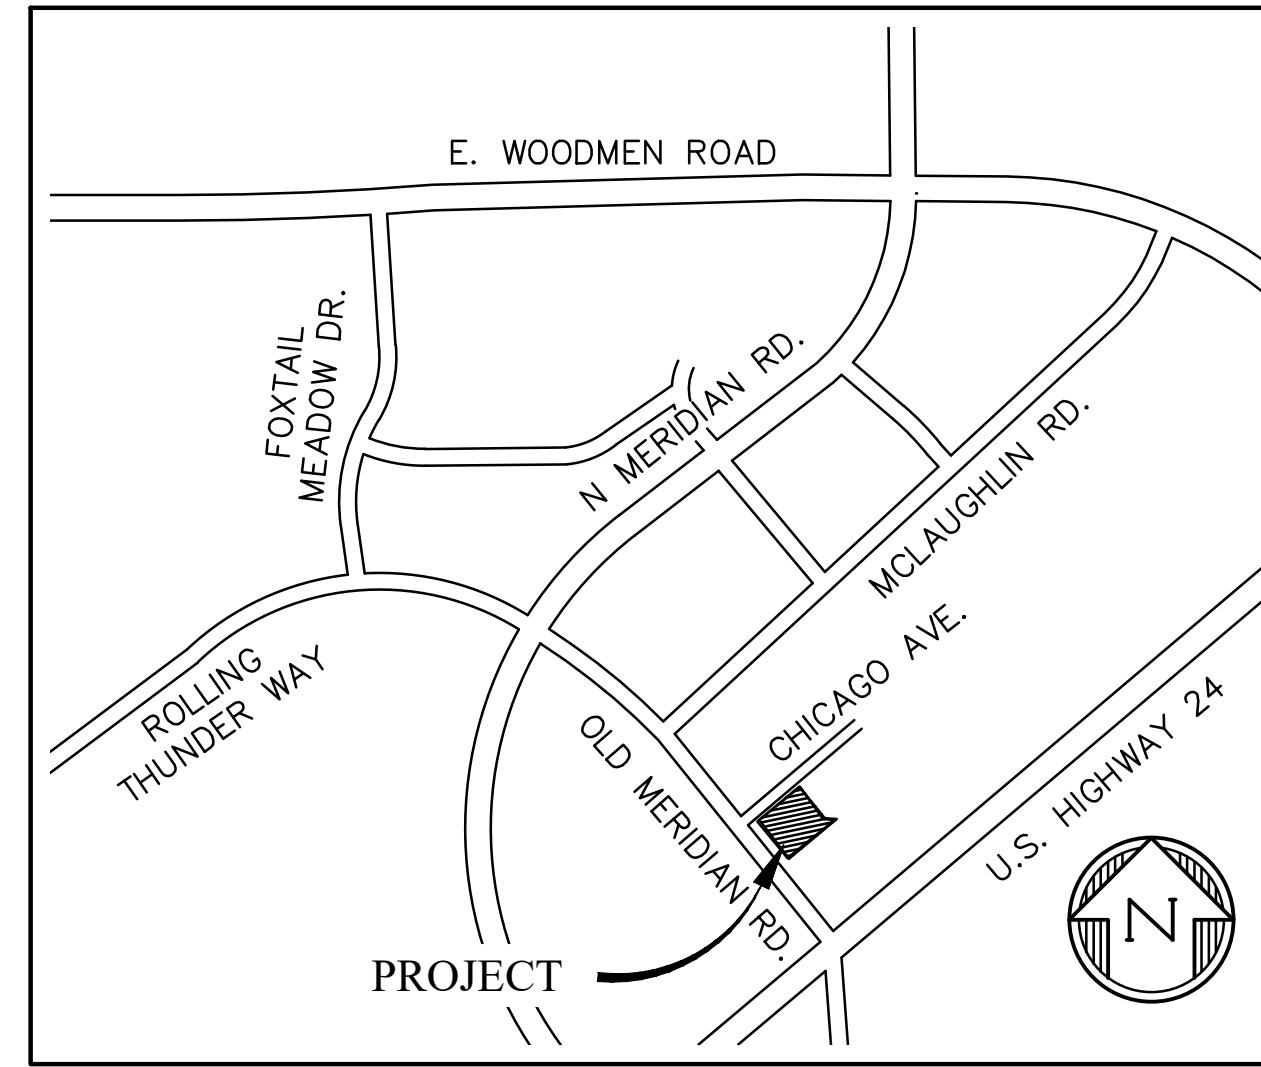 E. WOODMEN ROAD
FOXTAIL
MEADOW DR.
N MERIDIAN RD.
MCLAUGHLIN RD.
CHICAGO AVE.
ROLLING
THUNDER WAY
OLD MERIDIAN RD.
U.S. HIGHWAY 24
N
PROJECT